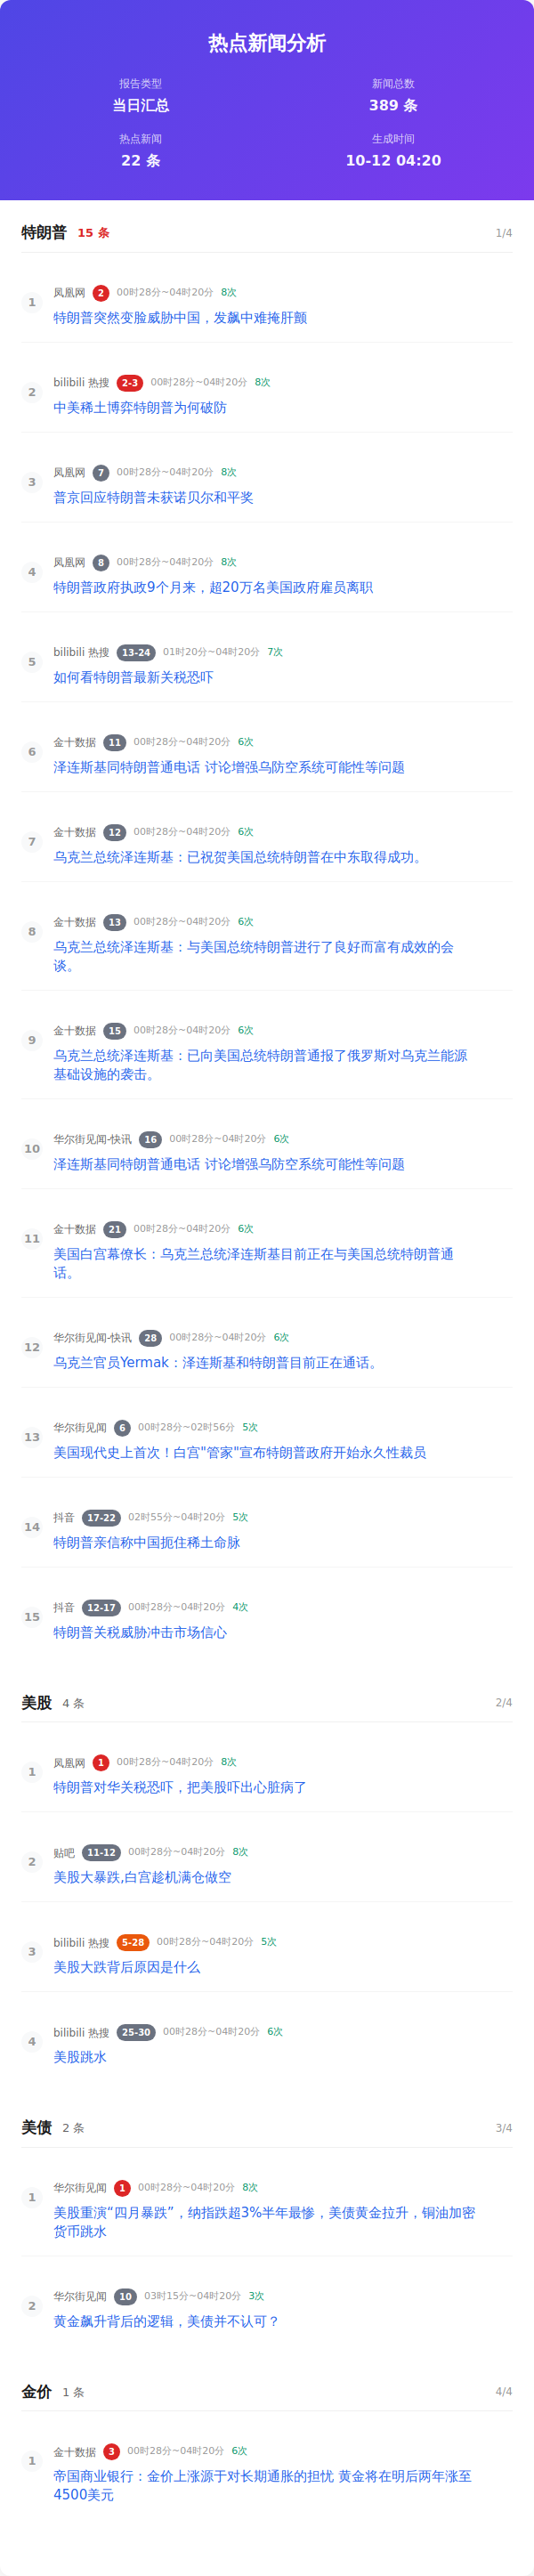 热点新闻分析
报告类型
当日汇总
新闻总数
389 条
热点新闻
22 条
生成时间
10-12 04:20
特朗普 15 条 1/4
1
凤凰网 2 00时28分~04时20分 8次
特朗普突然变脸威胁中国，发飙中难掩肝颤
2
bilibili 热搜 2-3 00时28分~04时20分 8次
中美稀土博弈特朗普为何破防
3
凤凰网 7 00时28分~04时20分 8次
普京回应特朗普未获诺贝尔和平奖
4
凤凰网 8 00时28分~04时20分 8次
特朗普政府执政9个月来，超20万名美国政府雇员离职
5
bilibili 热搜 13-24 01时20分~04时20分 7次
如何看特朗普最新关税恐吓
6
金十数据 11 00时28分~04时20分 6次
泽连斯基同特朗普通电话 讨论增强乌防空系统可能性等问题
7
金十数据 12 00时28分~04时20分 6次
乌克兰总统泽连斯基：已祝贺美国总统特朗普在中东取得成功。
8
金十数据 13 00时28分~04时20分 6次
乌克兰总统泽连斯基：与美国总统特朗普进行了良好而富有成效的会
谈。
9
金十数据 15 00时28分~04时20分 6次
乌克兰总统泽连斯基：已向美国总统特朗普通报了俄罗斯对乌克兰能源
基础设施的袭击。
10
华尔街见闻-快讯 16 00时28分~04时20分 6次
泽连斯基同特朗普通电话 讨论增强乌防空系统可能性等问题
11
金十数据 21 00时28分~04时20分 6次
美国白宫幕僚长：乌克兰总统泽连斯基目前正在与美国总统特朗普通
话。
12
华尔街见闻-快讯 28 00时28分~04时20分 6次
乌克兰官员Yermak：泽连斯基和特朗普目前正在通话。
13
华尔街见闻 6 00时28分~02时56分 5次
美国现代史上首次！白宫"管家"宣布特朗普政府开始永久性裁员
14
抖音 17-22 02时55分~04时20分 5次
特朗普亲信称中国扼住稀土命脉
15
抖音 12-17 00时28分~04时20分 4次
特朗普关税威胁冲击市场信心
美股 4 条 2/4
1
凤凰网 1 00时28分~04时20分 8次
特朗普对华关税恐吓，把美股吓出心脏病了
2
贴吧 11-12 00时28分~04时20分 8次
美股大暴跌,白宫趁机满仓做空
3
bilibili 热搜 5-28 00时28分~04时20分 5次
美股大跌背后原因是什么
4
bilibili 热搜 25-30 00时28分~04时20分 6次
美股跳水
美债 2 条 3/4
1
华尔街见闻 1 00时28分~04时20分 8次
美股重演“四月暴跌”，纳指跌超3%半年最惨，美债黄金拉升，铜油加密
货币跳水
2
华尔街见闻 10 03时15分~04时20分 3次
黄金飙升背后的逻辑，美债并不认可？
金价 1 条 4/4
1
金十数据 3 00时28分~04时20分 6次
帝国商业银行：金价上涨源于对长期通胀的担忧 黄金将在明后两年涨至
4500美元